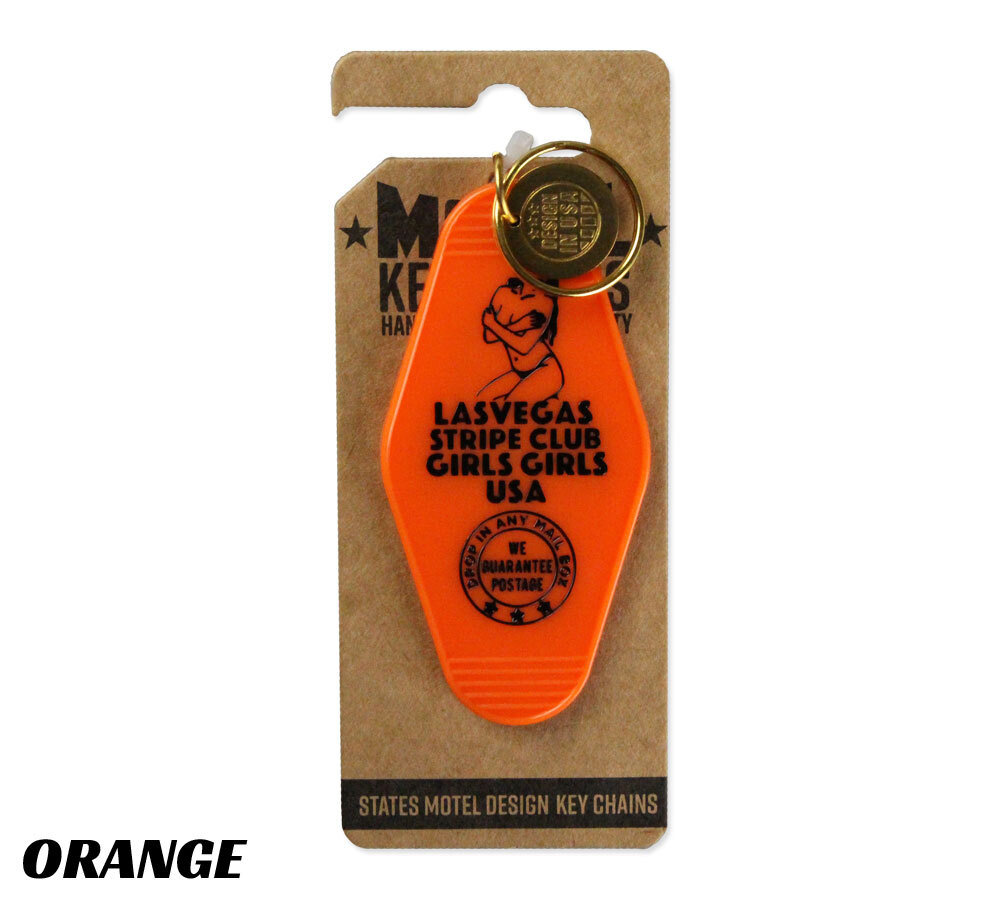 DESIGN
IN USA
LASVEGAS
STRIPE CLUB
GIRLS GIRLS
USA
DROP IN ANY MAIL BOX
WE
GUARANTEE
POSTAGE
STATES MOTEL DESIGN KEY CHAINS
ORANGE